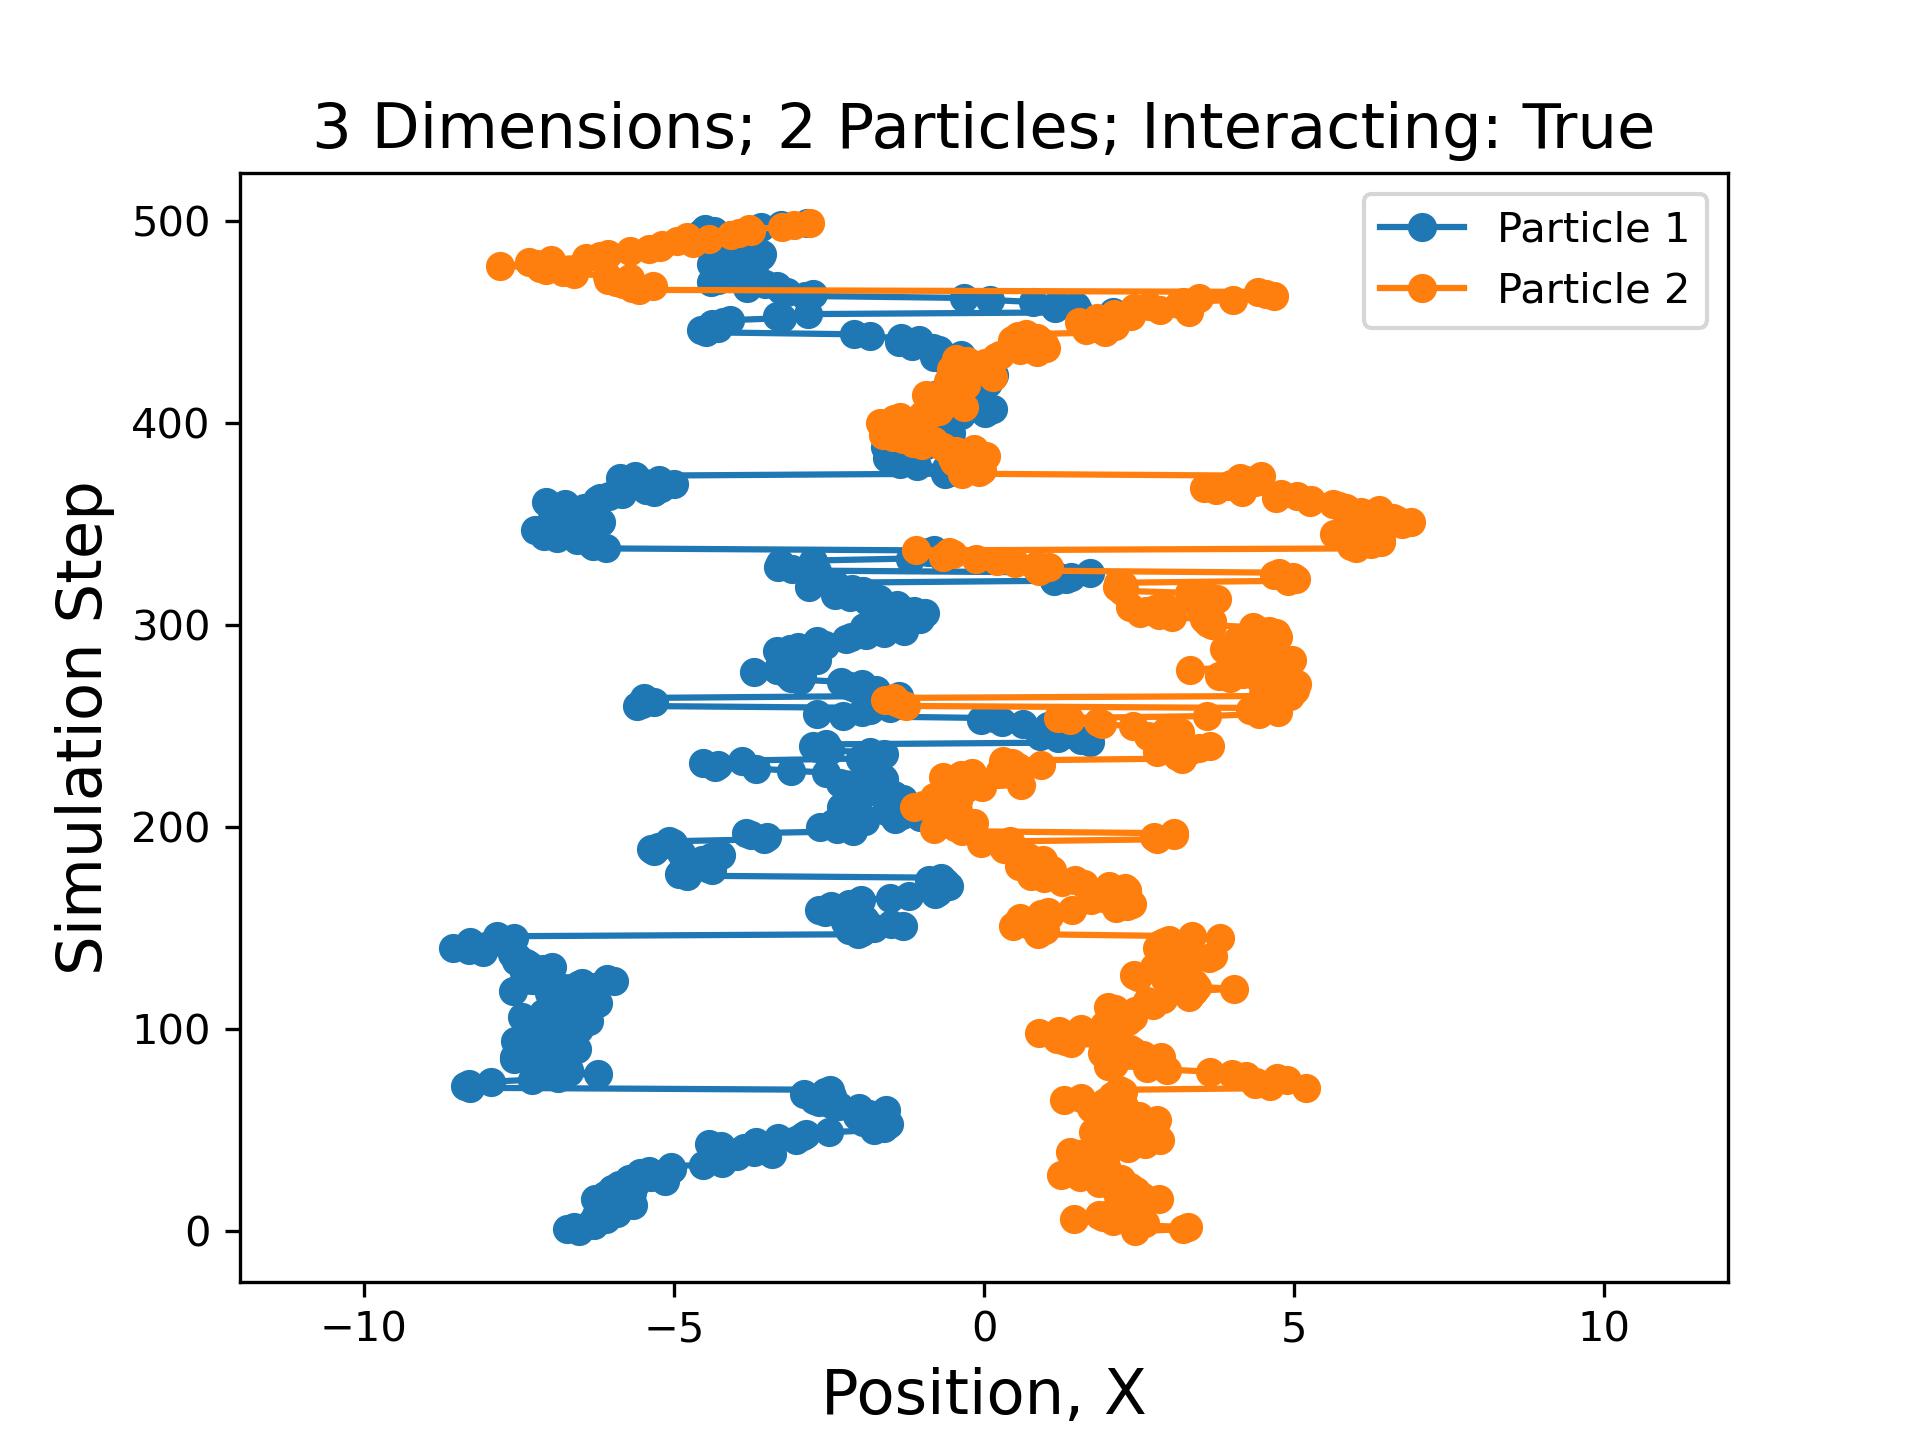 3 Dimensions; 2 Particles; Interacting: True
Particle 1
Particle 2
500
400
300
200
100
0
Simulation Step
−10
−5
0
5
10
Position, X